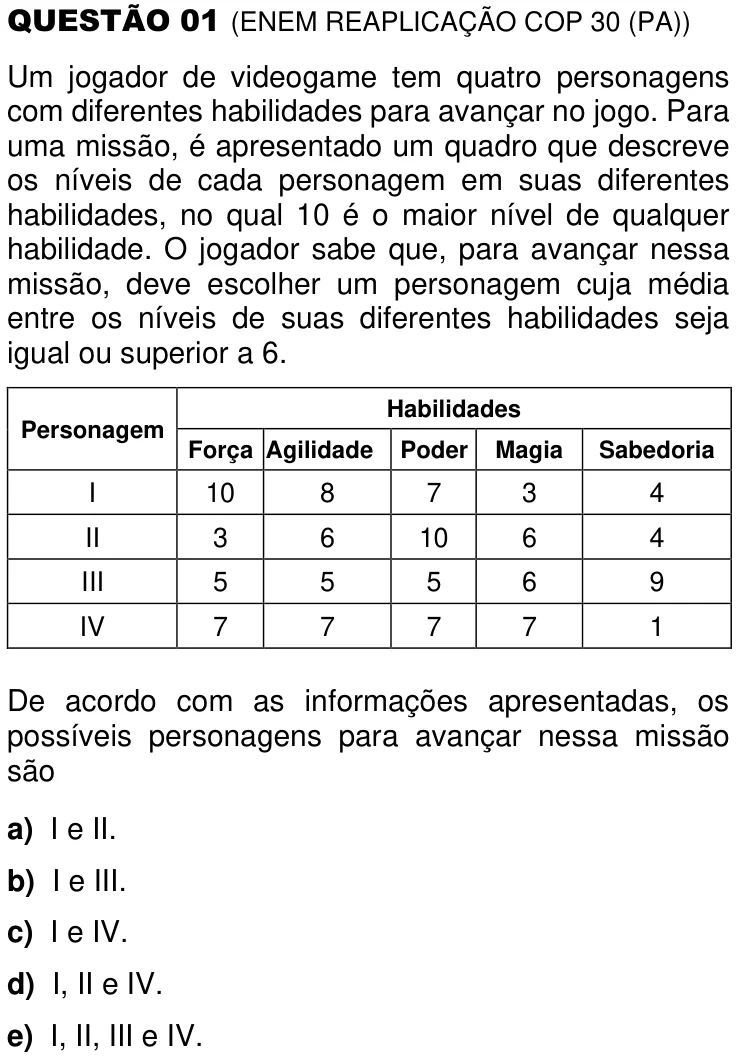 QUESTÃO 01 (ENEM REAPLICAÇÃO COP 30 (PA))
Um jogador de videogame tem quatro personagens
com diferentes habilidades para avançar no jogo. Para
uma missão, é apresentado um quadro que descreve
os níveis de cada personagem em suas diferentes
habilidades, no qual 10 é o maior nível de qualquer
habilidade. O jogador sabe que, para avançar nessa
missão, deve escolher um personagem cuja média
entre os níveis de suas diferentes habilidades seja
igual ou superior a 6.
Personagem Habilidades
Força Agilidade Poder Magia Sabedoria
I 10 8 7 3 4
II 3 6 10 6 4
III 5 5 5 6 9
IV 7 7 7 7 1
De acordo com as informações apresentadas, os
possíveis personagens para avançar nessa missão
são
a) I e II.
b) I e III.
c) I e IV.
d) I, II e IV.
e) I, II, III e IV.